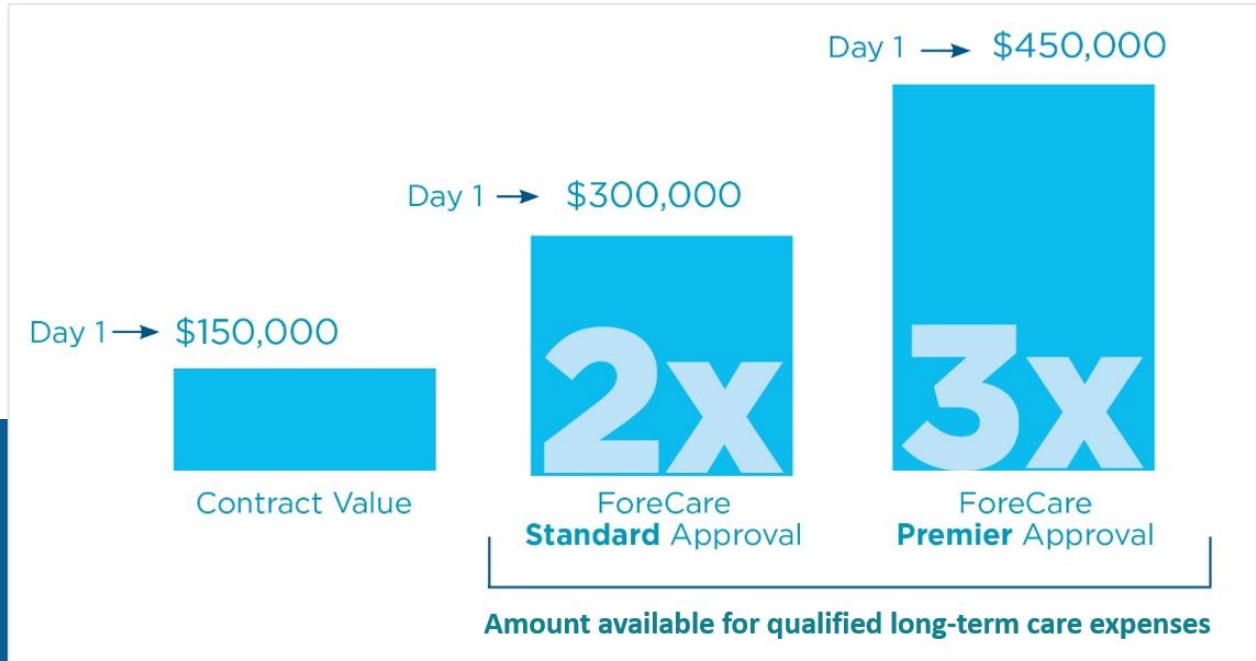 Day 1 → $450,000
Day 1 → $300,000
Day 1 → $150,000
2x
3x
Contract Value
ForeCare
Standard Approval
ForeCare
Premier Approval
Amount available for qualified long-term care expenses